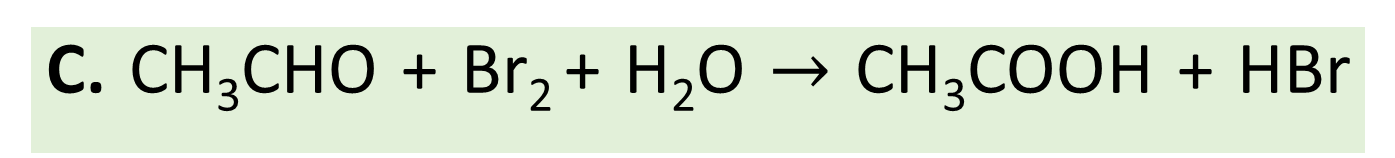 C. CH₃CHO + Br₂ + H₂O → CH₃COOH + HBr